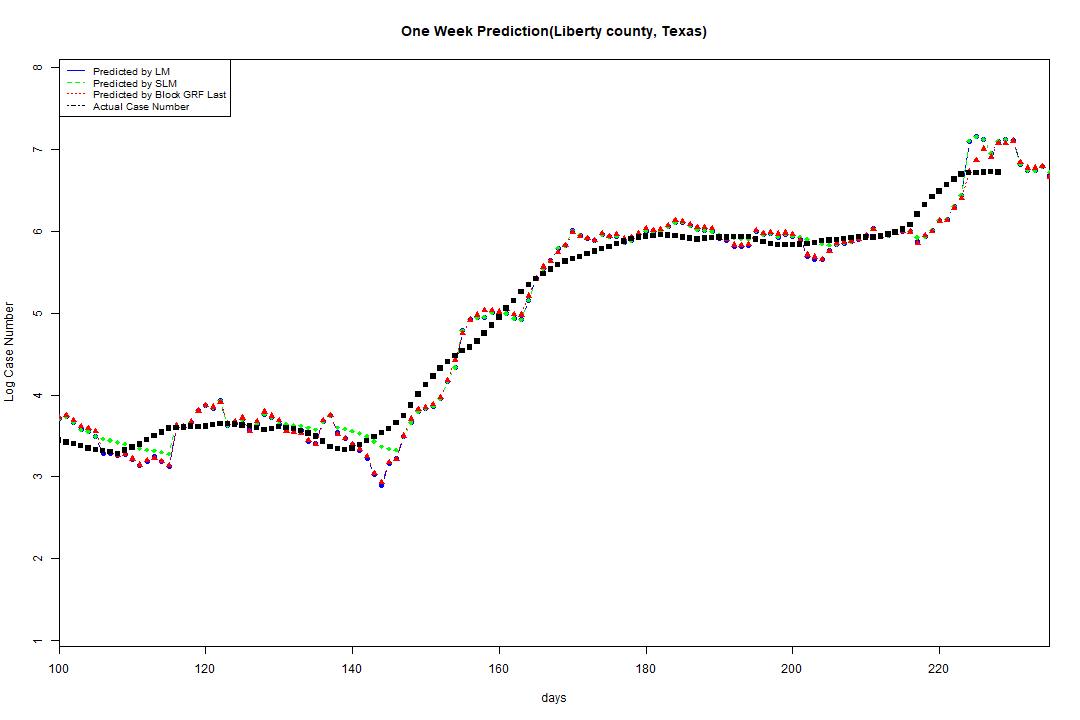 One Week Prediction(Liberty county, Texas)
Predicted by LM
Predicted by SLM
Predicted by Block GRF Last
Actual Case Number
8
7
6
5
4
3
2
1
Log Case Number
100 120 140 160 180 200 220
days